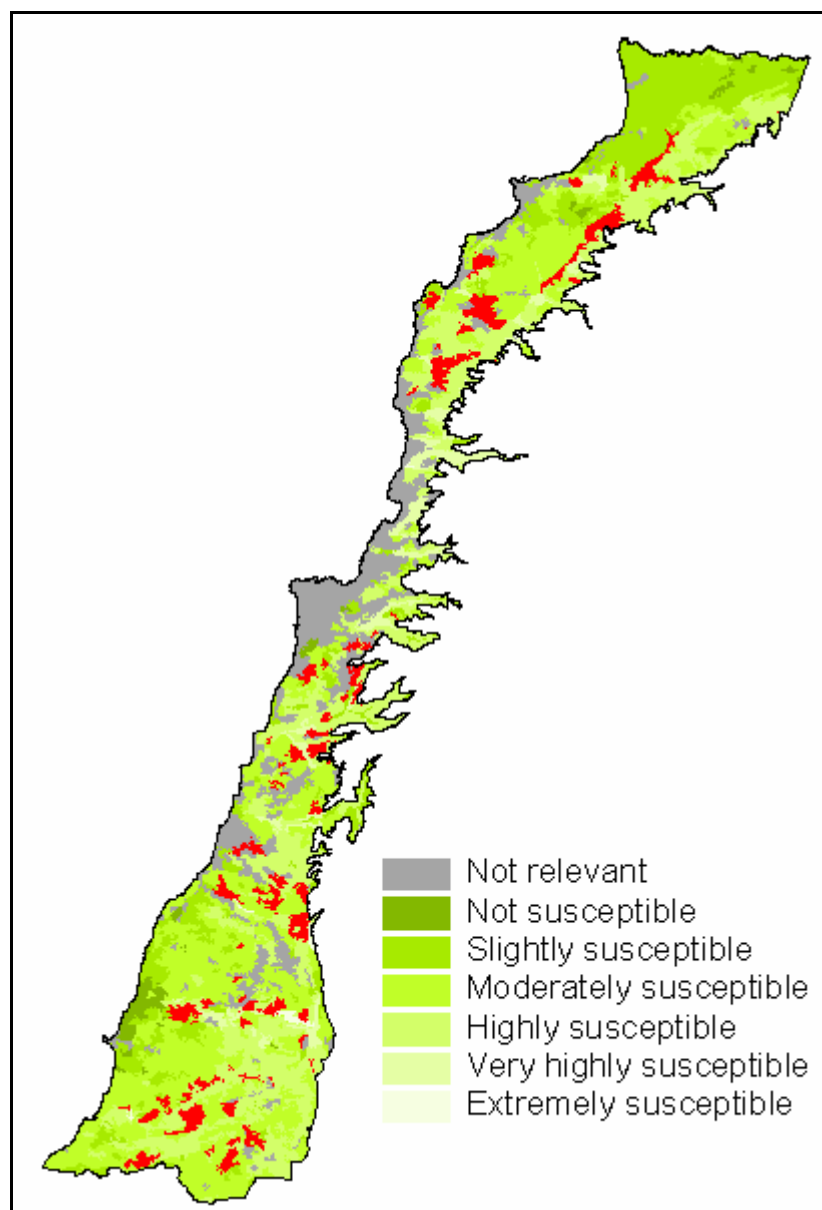 Not relevant
Not susceptible
Slightly susceptible
Moderately susceptible
Highly susceptible
Very highly susceptible
Extremely susceptible